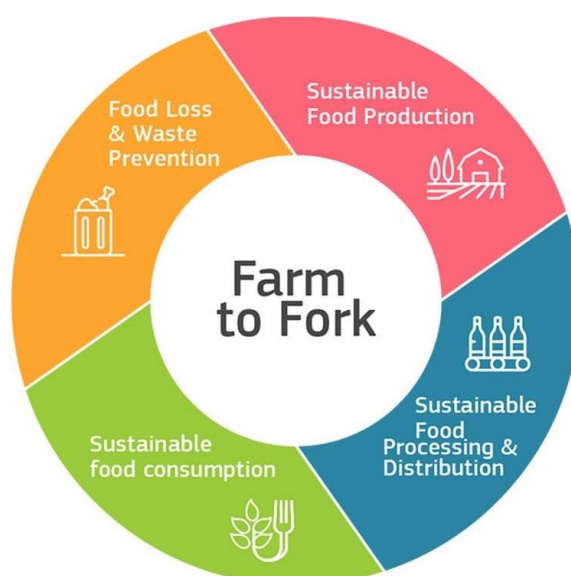 Farm
to Fork
Sustainable
Food Production
Sustainable
Food
Processing &
Distribution
Sustainable
food consumption
Food Loss
& Waste
Prevention